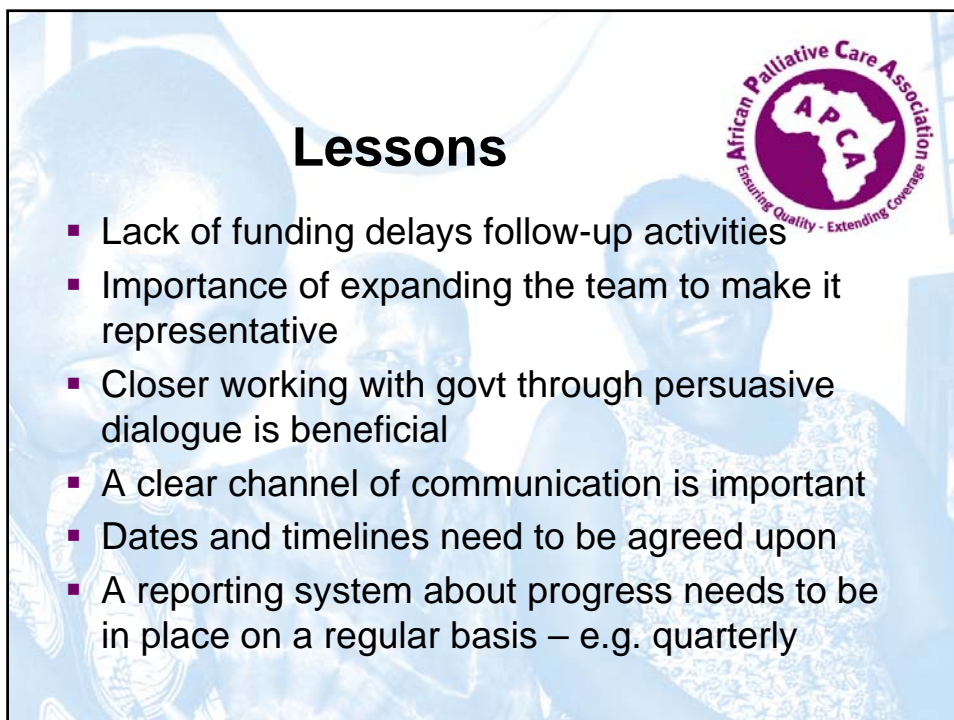 African Palliative Care Association
APCA
Ensuring Quality - Extending Coverage
Lessons
▪ Lack of funding delays follow-up activities
▪ Importance of expanding the team to make it
representative
▪ Closer working with govt through persuasive
dialogue is beneficial
▪ A clear channel of communication is important
▪ Dates and timelines need to be agreed upon
▪ A reporting system about progress needs to be
in place on a regular basis – e.g. quarterly